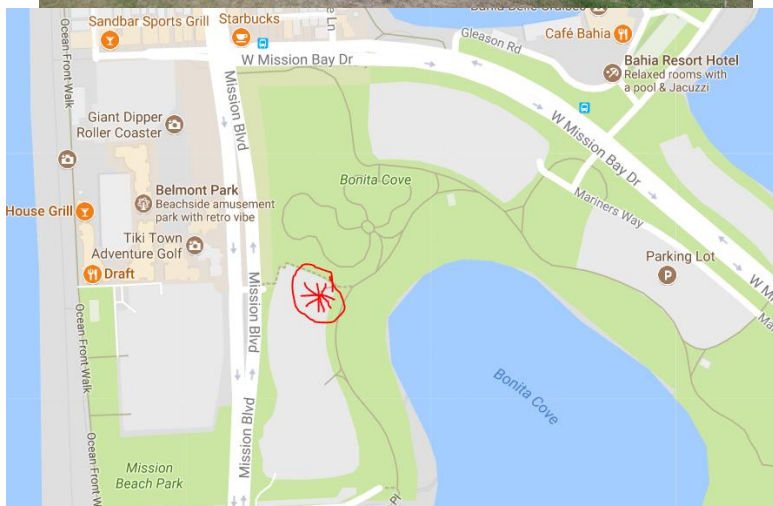 Sandbar Sports Grill
Starbucks
W Mission Bay Dr
Gleason Rd
Café Bahia
Bahia Resort Hotel
Relaxed rooms with
a pool & Jacuzzi
Ocean Front Walk
Mission Blvd
Giant Dipper
Roller Coaster
W Mission Bay Dr
Bonita Cove
Belmont Park
Beachside amusement
park with retro vibe
House Grill
Mariners Way
Tiki Town
Adventure Golf
Parking Lot
P
Draft
Mission Blvd
Ocean Front Walk
Bonita Cove
Mission Blvd
Mission
Beach Park
Ocean Front Walk